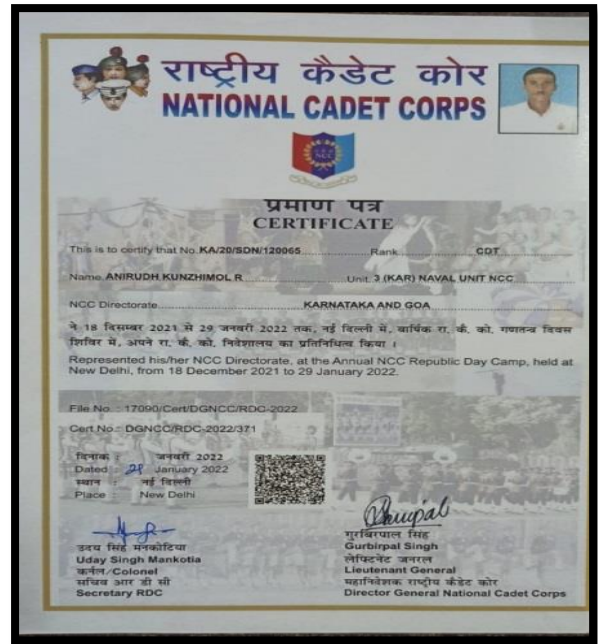 राष्ट्रीय कैडेट कोर
NATIONAL CADET CORPS
NCC
प्रमाण पत्र
CERTIFICATE
This is to certify that No. KA/20/SDN/120065 Rank CDT
Name. ANIRUDH KUNZHIMOL R Unit. 3 (KAR) NAVAL UNIT NCC
NCC Directorate KARNATAKA AND GOA
ने 18 दिसम्बर 2021 से 29 जनवरी 2022 तक, नई दिल्ली में, वार्षिक रा. कै. को. गणतन्त्र दिवस
शिविर में, अपने रा. कै. को. निदेशालय का प्रतिनिधित्व किया ।
Represented his/her NCC Directorate, at the Annual NCC Republic Day Camp, held at
New Delhi, from 18 December 2021 to 29 January 2022.
File No. : 17090/Cert/DGNCC/RDC-2022
Cert No.: DGNCC/RDC-2022/371
दिनांक : जनवरी 2022
Dated : January 2022
स्थान : नई दिल्ली
Place : New Delhi
उदय सिंह मनकोटिया
Uday Singh Mankotia
कर्नल/Colonel
सचिव आर डी सी
Secretary RDC
गुरबिरपाल सिंह
Gurbirpal Singh
लेफ्टिनेंट जनरल
Lieutenant General
महानिदेशक राष्ट्रीय कैडेट कोर
Director General National Cadet Corps